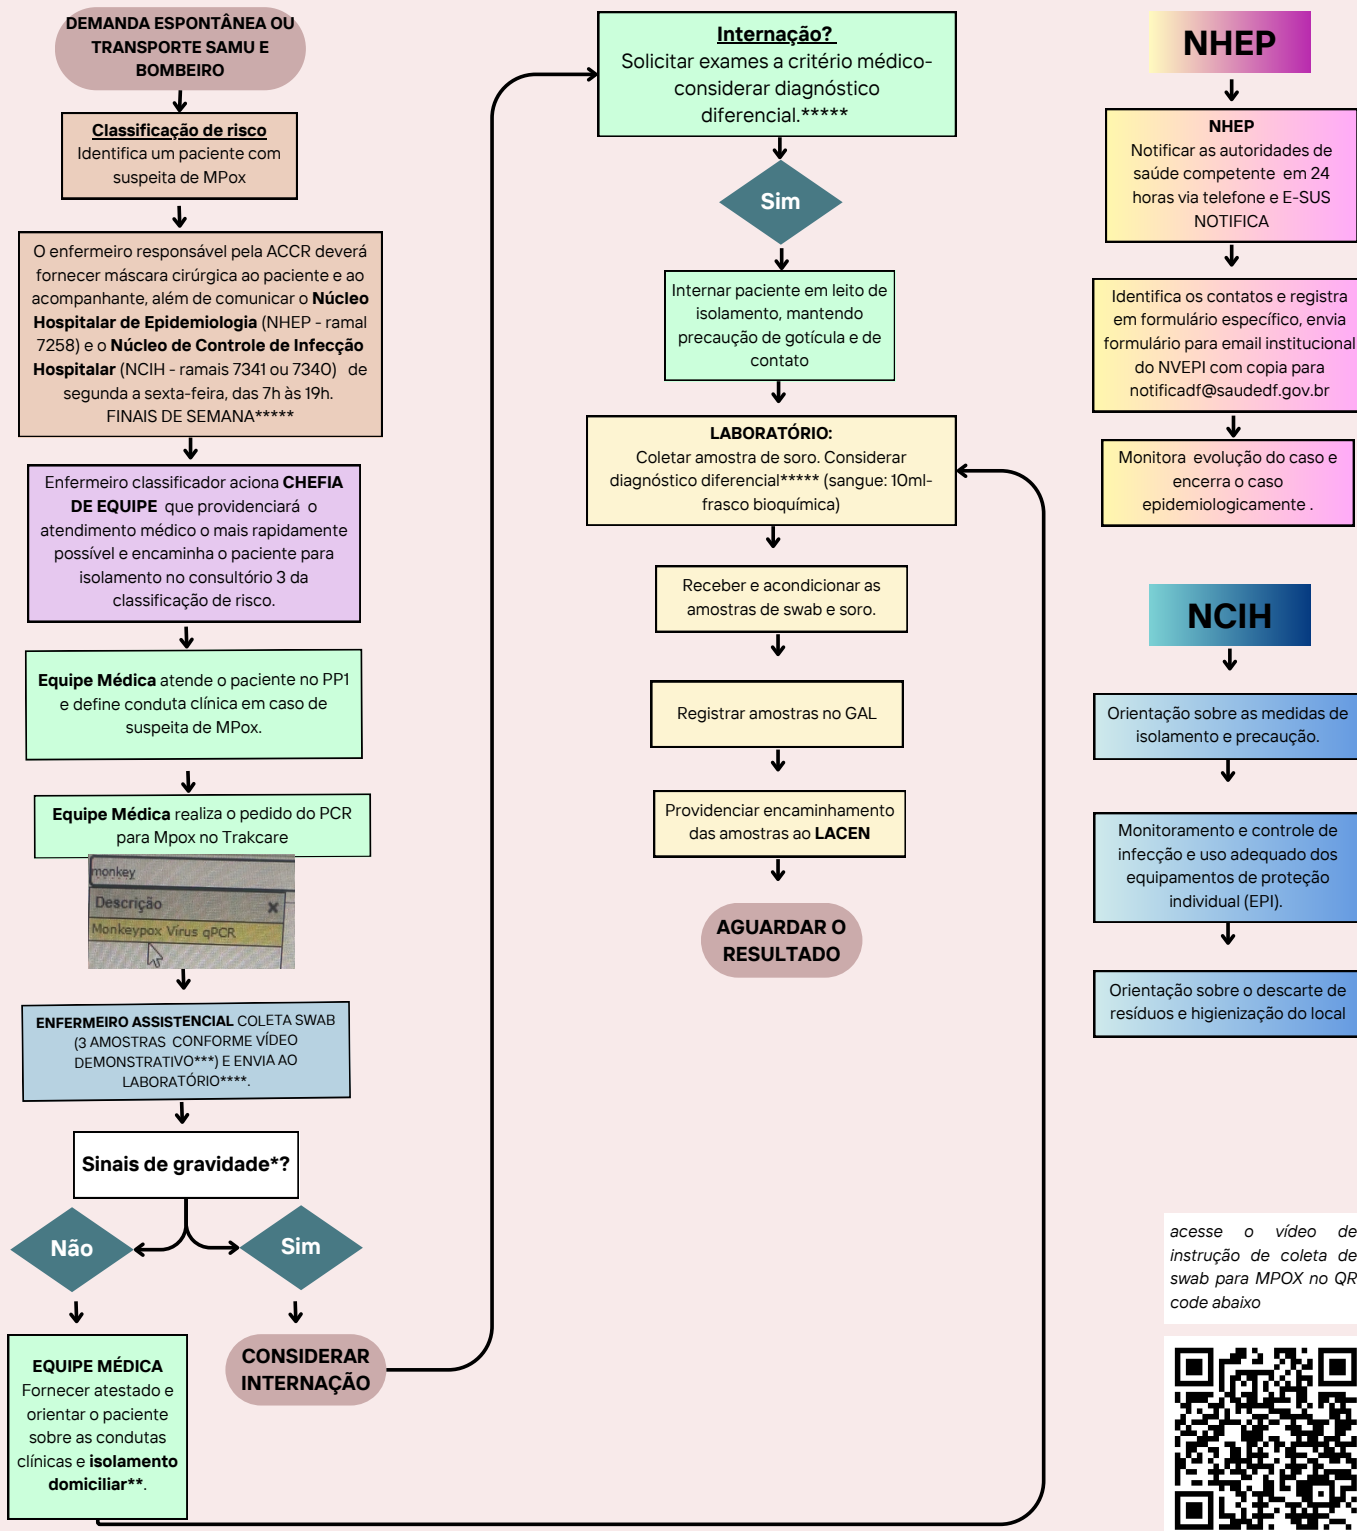 DEMANDA ESPONTÂNEA OU
TRANSPORTE SAMU E
BOMBEIRO
Classificação de risco
Identifica um paciente com
suspeita de MPox
O enfermeiro responsável pela ACCR deverá
fornecer máscara cirúrgica ao paciente e ao
acompanhante, além de comunicar o Núcleo
Hospitalar de Epidemiologia (NHEP - ramal
7258) e o Núcleo de Controle de Infecção
Hospitalar (NCIH - ramais 7341 ou 7340) de
segunda a sexta-feira, das 7h às 19h.
FINAIS DE SEMANA*****
Enfermeiro classificador aciona CHEFIA
DE EQUIPE que providenciará o
atendimento médico o mais rapidamente
possível e encaminha o paciente para
isolamento no consultório 3 da
classificação de risco.
Equipe Médica atende o paciente no PP1
e define conduta clínica em caso de
suspeita de MPox.
Equipe Médica realiza o pedido do PCR
para Mpox no Trakcare
monkey
Descrição
Monkeypox Vírus qPCR
ENFERMEIRO ASSISTENCIAL COLETA SWAB
(3 AMOSTRAS CONFORME VÍDEO
DEMONSTRATIVO***) E ENVIA AO
LABORATÓRIO****.
Sinais de gravidade*?
Não
Sim
EQUIPE MÉDICA
Fornecer atestado e
orientar o paciente
sobre as condutas
clínicas e isolamento
domiciliar**.
CONSIDERAR
INTERNAÇÃO
Internação?
Solicitar exames a critério médico-
considerar diagnóstico
diferencial.*****
Sim
Internar paciente em leito de
isolamento, mantendo
precaução de gotícula e de
contato
LABORATÓRIO:
Coletar amostra de soro. Considerar
diagnóstico diferencial***** (sangue: 10ml-
frasco bioquímica)
Receber e acondicionar as
amostras de swab e soro.
Registrar amostras no GAL
Providenciar encaminhamento
das amostras ao LACEN
AGUARDAR O
RESULTADO
NHEP
NHEP
Notificar as autoridades de
saúde competente em 24
horas via telefone e E-SUS
NOTIFICA
Identifica os contatos e registra
em formulário específico, envia
formulário para email institucional
do NVEPI com copia para
notificadf@saudedf.gov.br
Monitora evolução do caso e
encerra o caso
epidemiologicamente .
NCIH
Orientação sobre as medidas de
isolamento e precaução.
Monitoramento e controle de
infecção e uso adequado dos
equipamentos de proteção
individual (EPI).
Orientação sobre o descarte de
resíduos e higienização do local
acesse o vídeo de
instrução de coleta de
swab para MPOX no QR
code abaixo